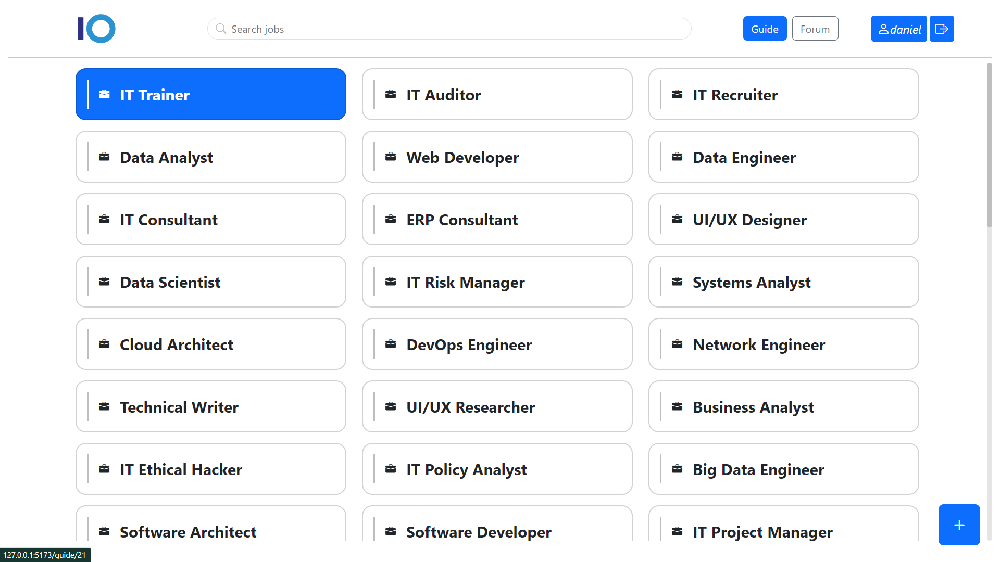 IO
Search jobs
Guide
Forum
daniel
IT Trainer
IT Auditor
IT Recruiter
Data Analyst
Web Developer
Data Engineer
IT Consultant
ERP Consultant
UI/UX Designer
Data Scientist
IT Risk Manager
Systems Analyst
Cloud Architect
DevOps Engineer
Network Engineer
Technical Writer
UI/UX Researcher
Business Analyst
IT Ethical Hacker
IT Policy Analyst
Big Data Engineer
Software Architect
Software Developer
IT Project Manager
+
127.0.0.1:5173/guide/21